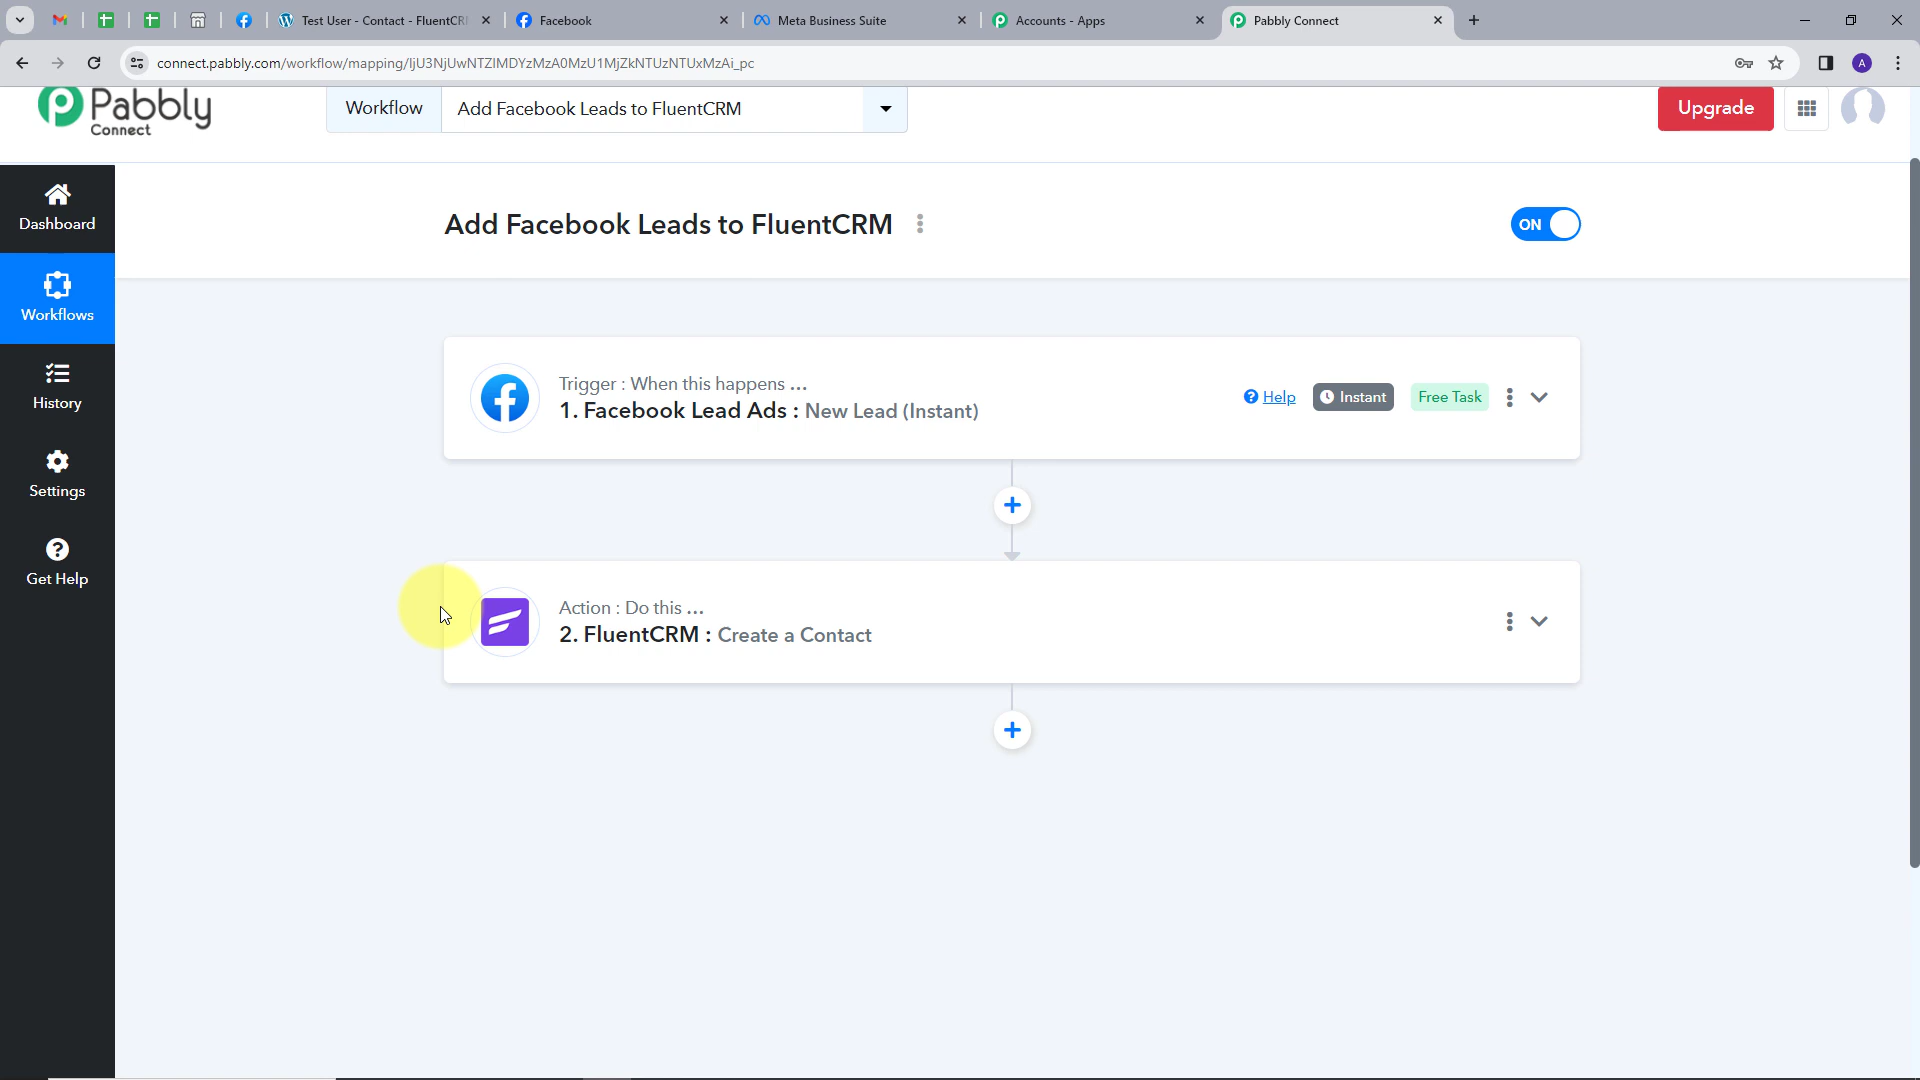 Test User - Contact - FluentCR
Facebook
Meta Business Suite
Accounts - Apps
Pabbly Connect
connect.pabbly.com/workflow/mapping/IjU3NjUwNTZlMDYzMzA0MzU1MjZkNTUzNTUxMzAi_pc
Pabbly
Connect
Workflow
Add Facebook Leads to FluentCRM
Upgrade
A
Dashboard
Workflows
History
Settings
Get Help
Add Facebook Leads to FluentCRM
ON
Trigger : When this happens ...
1. Facebook Lead Ads : New Lead (Instant)
Help
Instant
Free Task
Action : Do this ...
2. FluentCRM : Create a Contact